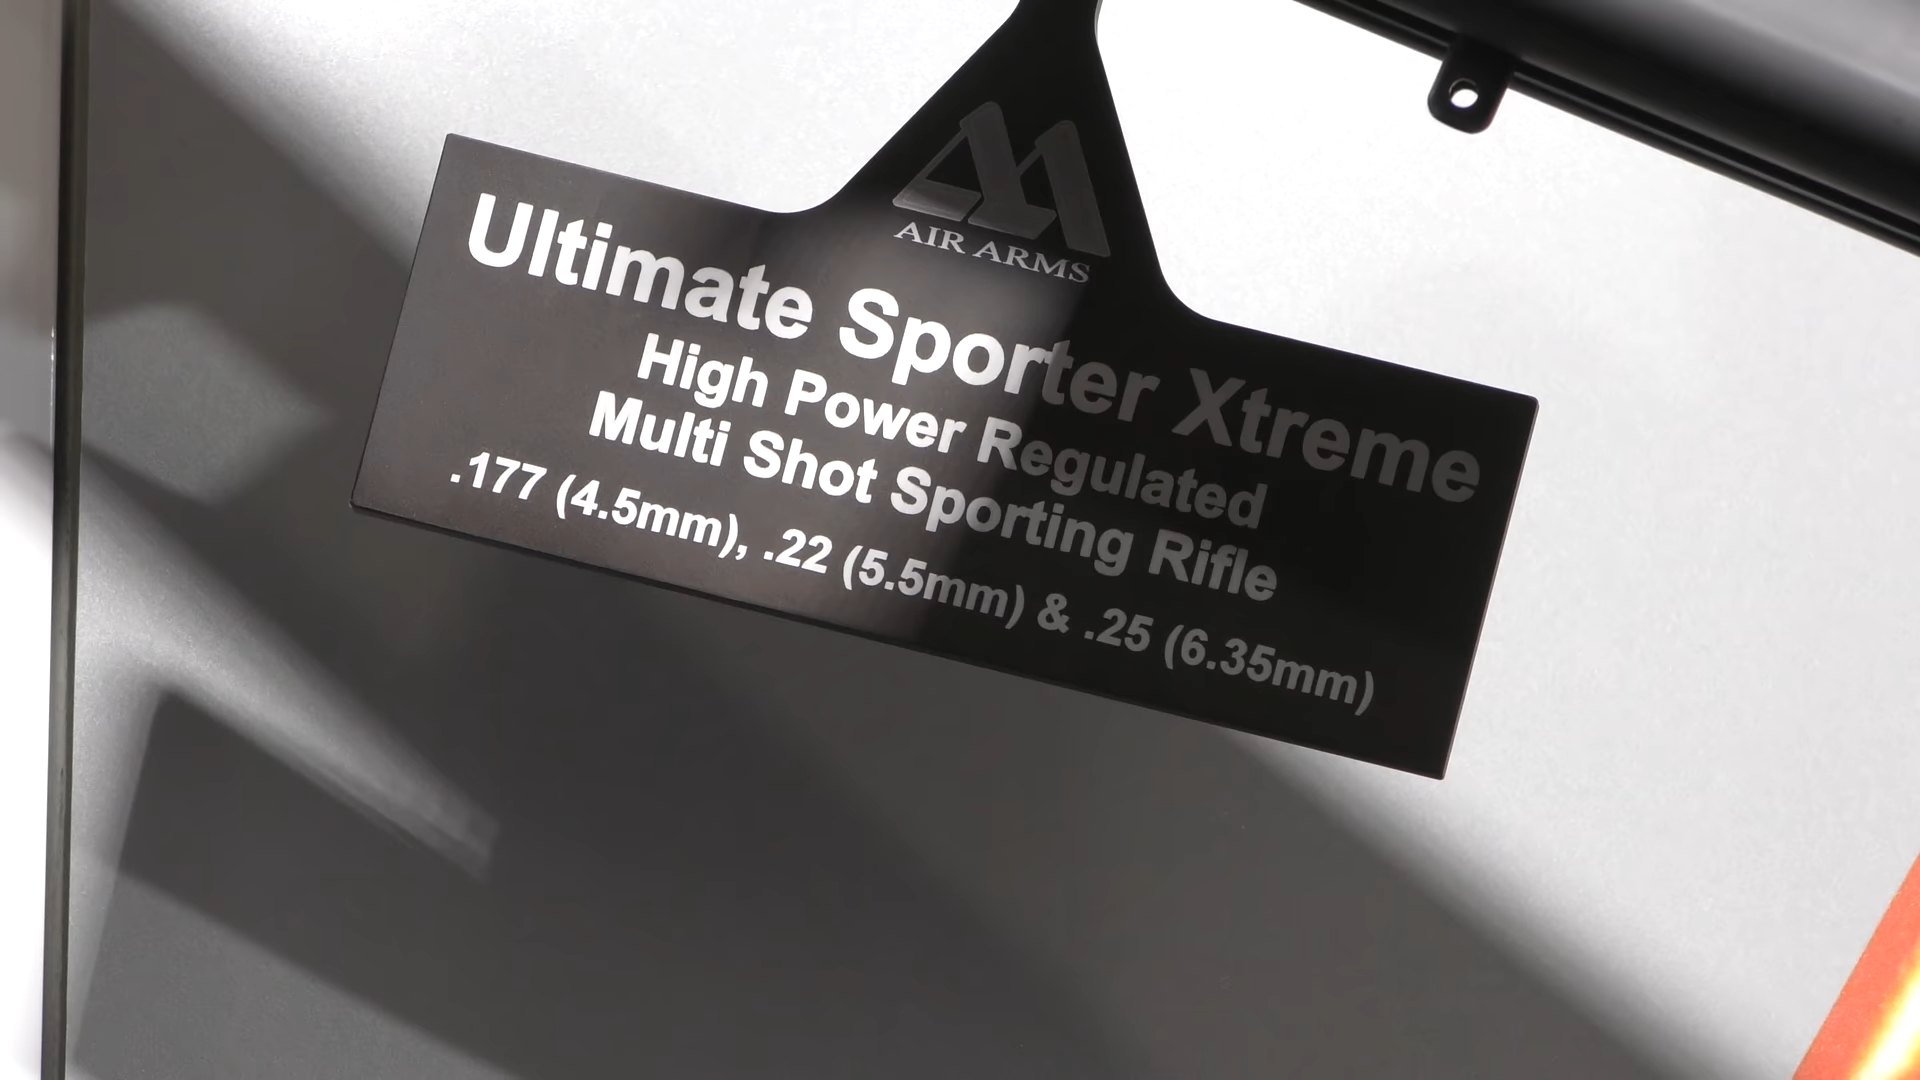 AIR ARMS
Ultimate Sporter Xtreme
High Power Regulated
Multi Shot Sporting Rifle
.177 (4.5mm), .22 (5.5mm) & .25 (6.35mm)